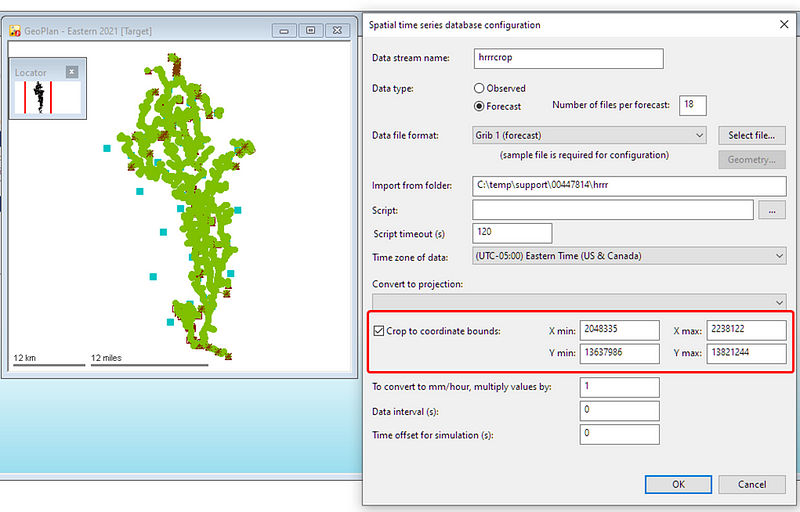 GeoPlan - Eastern 2021 [Target]
Locator
12 km
12 miles
Spatial time series database configuration
Data stream name: hrrrcrop
Data type: Observed
Forecast Number of files per forecast: 18
Data file format: Grib 1 (forecast) Select file...
(sample file is required for configuration) Geometry...
Import from folder: C:\temp\support\00447814\hrrr
Script: ...
Script timeout (s) 120
Time zone of data: (UTC-05:00) Eastern Time (US & Canada)
Convert to projection:
Crop to coordinate bounds: X min: 2048335 X max: 2238122
Y min: 13637986 Y max: 13821244
To convert to mm/hour, multiply values by: 1
Data interval (s): 0
Time offset for simulation (s): 0
OK Cancel